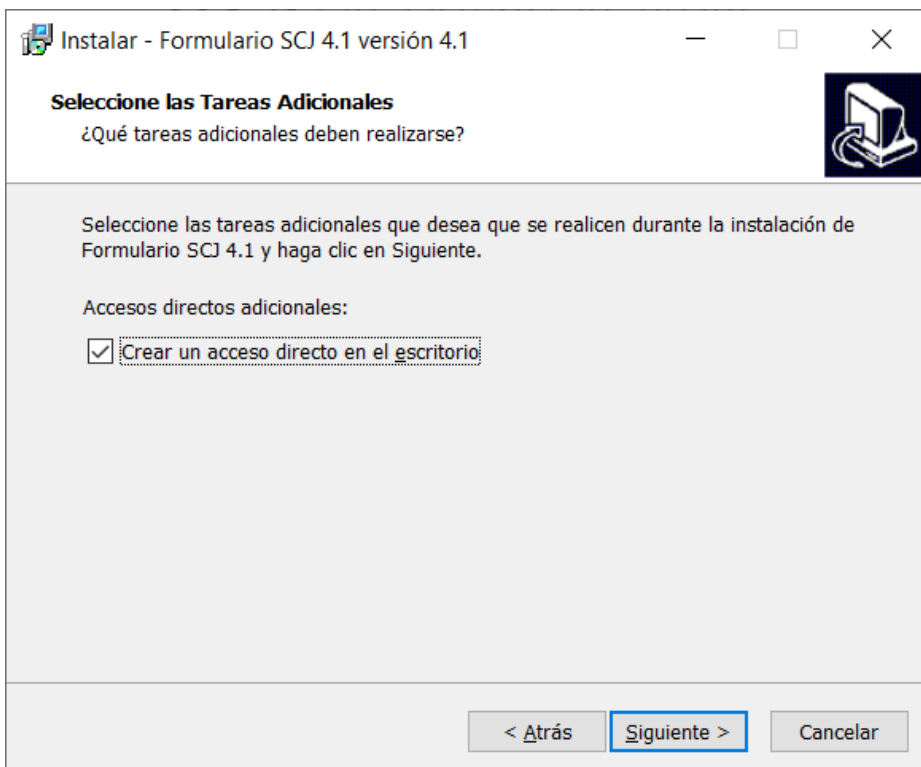 Instalar - Formulario SCJ 4.1 versión 4.1
Seleccione las Tareas Adicionales
¿Qué tareas adicionales deben realizarse?
Seleccione las tareas adicionales que desea que se realicen durante la instalación de
Formulario SCJ 4.1 y haga clic en Siguiente.
Accesos directos adicionales:
Crear un acceso directo en el escritorio
< Atrás
Siguiente >
Cancelar